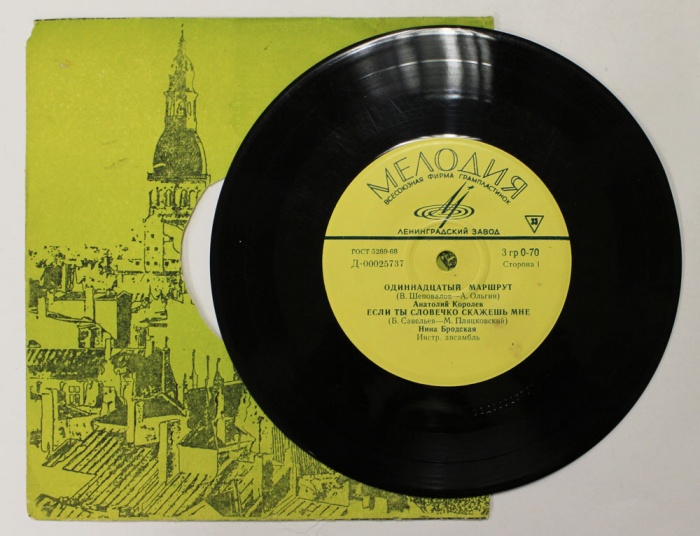 МЕЛОДИЯ
ВСЕСОЮЗНАЯ ФИРМА ГРАМПЛАСТИНОК
ЛЕНИНГРАДСКИЙ ЗАВОД
ГОСТ 5289-68
3 гр 0-70
Д-00025737
Сторона 1
ОДИННАДЦАТЫЙ МАРШРУТ
(В. Шеповалов—А. Ольгин)
Анатолий Королев
ЕСЛИ ТЫ СЛОВЕЧКО СКАЖЕШЬ МНЕ
(Б. Савельев—М. Пляцковский)
Нина Бродская
Инстр. ансамбль